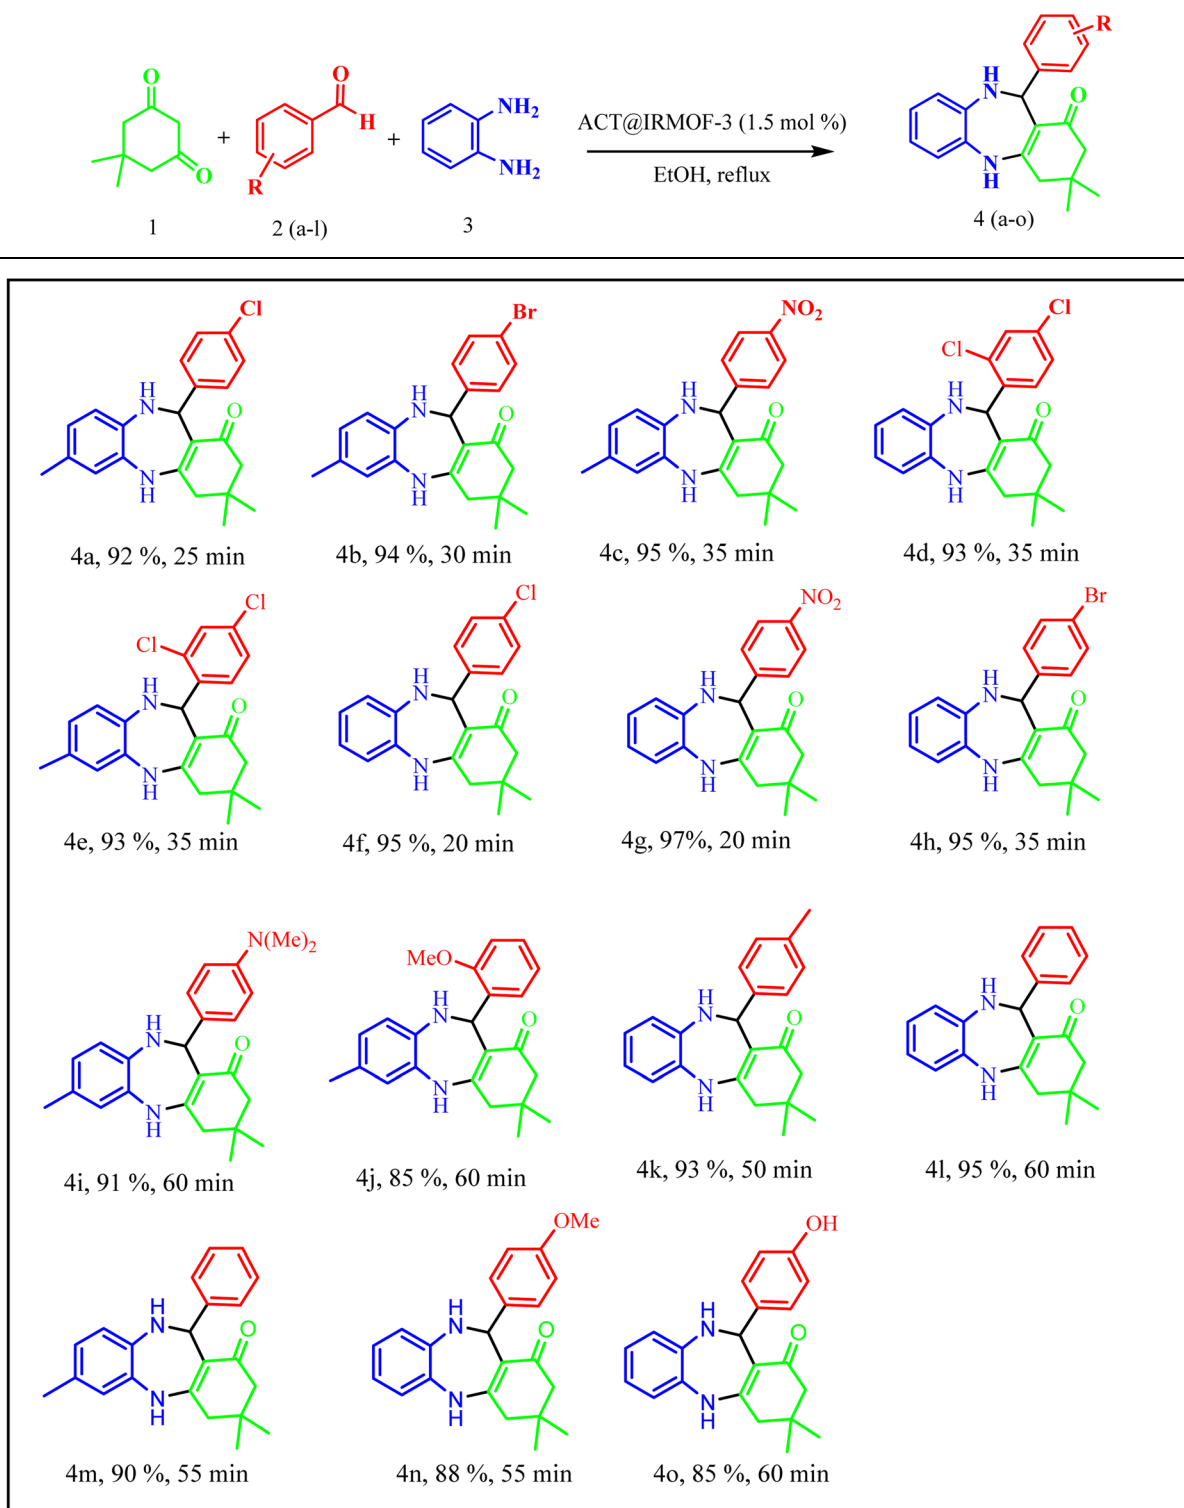 O
O
+
R
O
H
+
NH2
NH2
ACT@IRMOF-3 (1.5 mol %)
EtOH, reflux
R
H
N
O
N
H
1
2 (a-l)
3
4 (a-o)
Cl
H
N
O
N
H
4a, 92 %, 25 min
Br
H
N
O
N
H
4b, 94 %, 30 min
NO2
H
N
O
N
H
4c, 95 %, 35 min
Cl
Cl
H
N
O
N
H
4d, 93 %, 35 min
Cl
Cl
H
N
O
N
H
4e, 93 %, 35 min
Cl
H
N
O
N
H
4f, 95 %, 20 min
NO2
H
N
O
N
H
4g, 97%, 20 min
Br
H
N
O
N
H
4h, 95 %, 35 min
N(Me)2
H
N
O
N
H
4i, 91 %, 60 min
MeO
H
N
O
N
H
4j, 85 %, 60 min
H
N
O
N
H
4k, 93 %, 50 min
H
N
O
N
H
4l, 95 %, 60 min
H
N
O
N
H
4m, 90 %, 55 min
OMe
H
N
O
N
H
4n, 88 %, 55 min
OH
H
N
O
N
H
4o, 85 %, 60 min